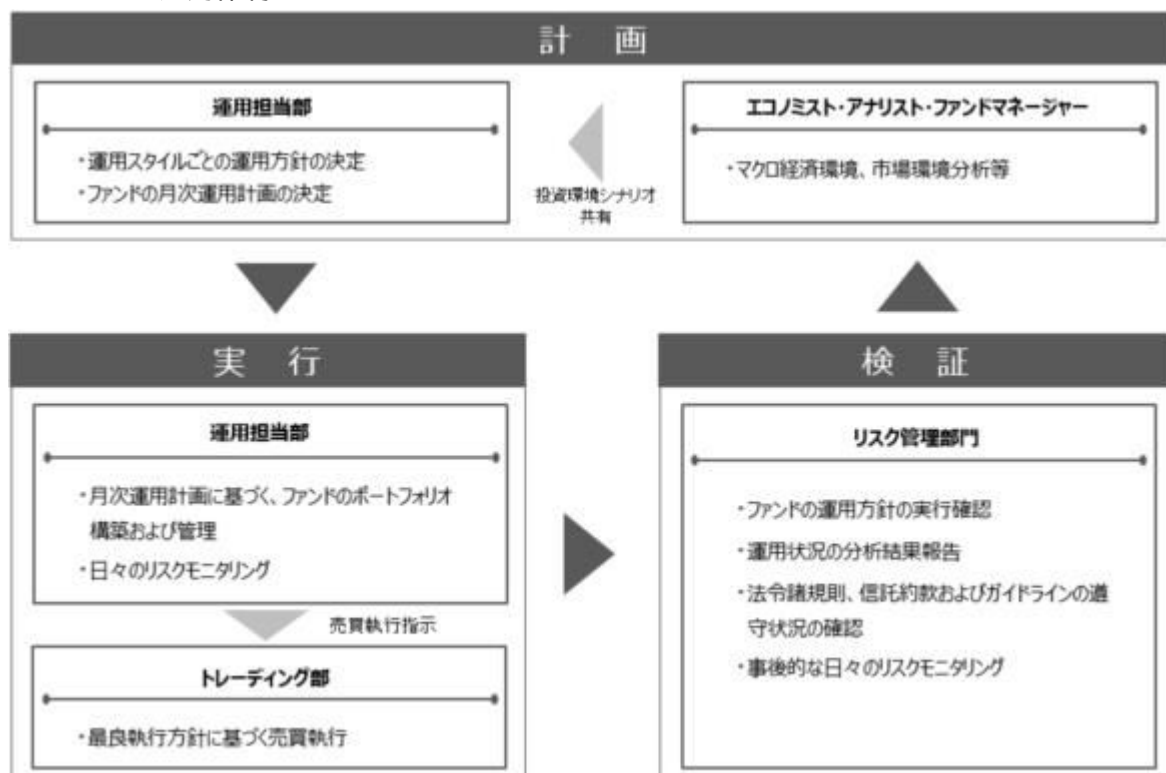 計 画
運用担当部
・運用スタイルごとの運用方針の決定
・ファンドの月次運用計画の決定
投資環境シナリオ
共有
エコノミスト・アナリスト・ファンドマネージャー
・マクロ経済環境、市場環境分析等
実 行
運用担当部
・月次運用計画に基づく、ファンドのポートフォリオ
構築および管理
・日々のリスクモニタリング
売買執行指示
トレーディング部
・最良執行方針に基づく売買執行
検 証
リスク管理部門
・ファンドの運用方針の実行確認
・運用状況の分析結果報告
・法令諸規則、信託約款およびガイドラインの遵
守状況の確認
・事後的な日々のリスクモニタリング